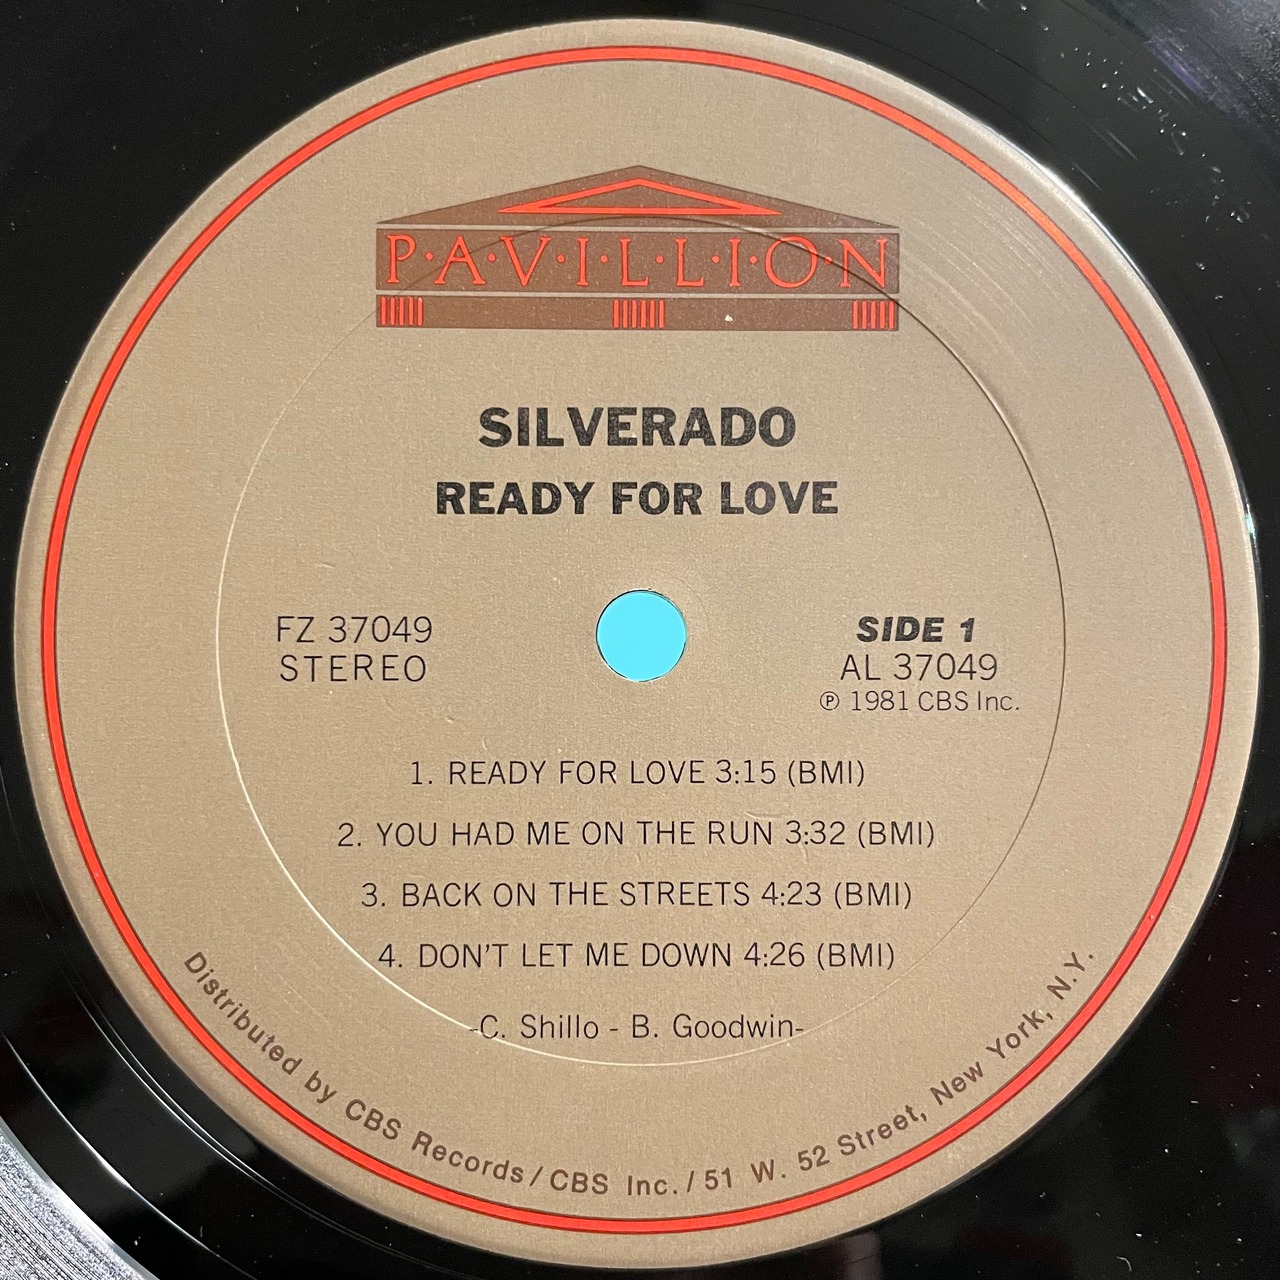 P·A·V·I·L·L·I·O·N
SILVERADO
READY FOR LOVE
FZ 37049
STEREO
SIDE 1
AL 37049
℗ 1981 CBS Inc.
1. READY FOR LOVE 3:15 (BMI)
2. YOU HAD ME ON THE RUN 3:32 (BMI)
3. BACK ON THE STREETS 4:23 (BMI)
4. DON'T LET ME DOWN 4:26 (BMI)
-C. Shillo - B. Goodwin-
Distributed by CBS Records / CBS Inc. / 51 W. 52 Street, New York, N.Y.